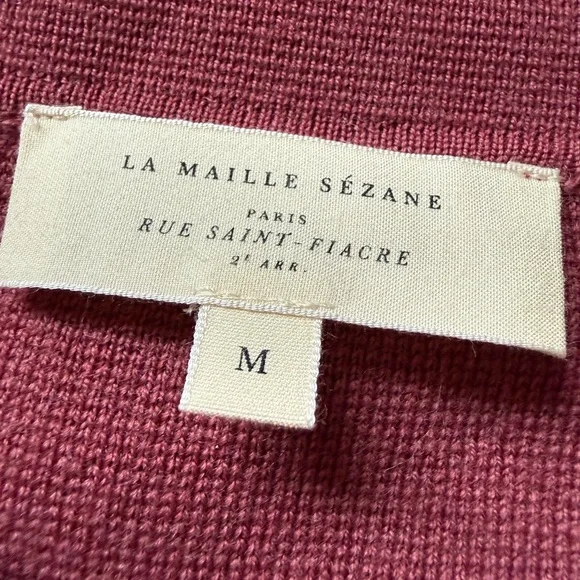 LA MAILLE SÉZANE
PARIS
RUE SAINT-FIACRE
2E ARR.
M